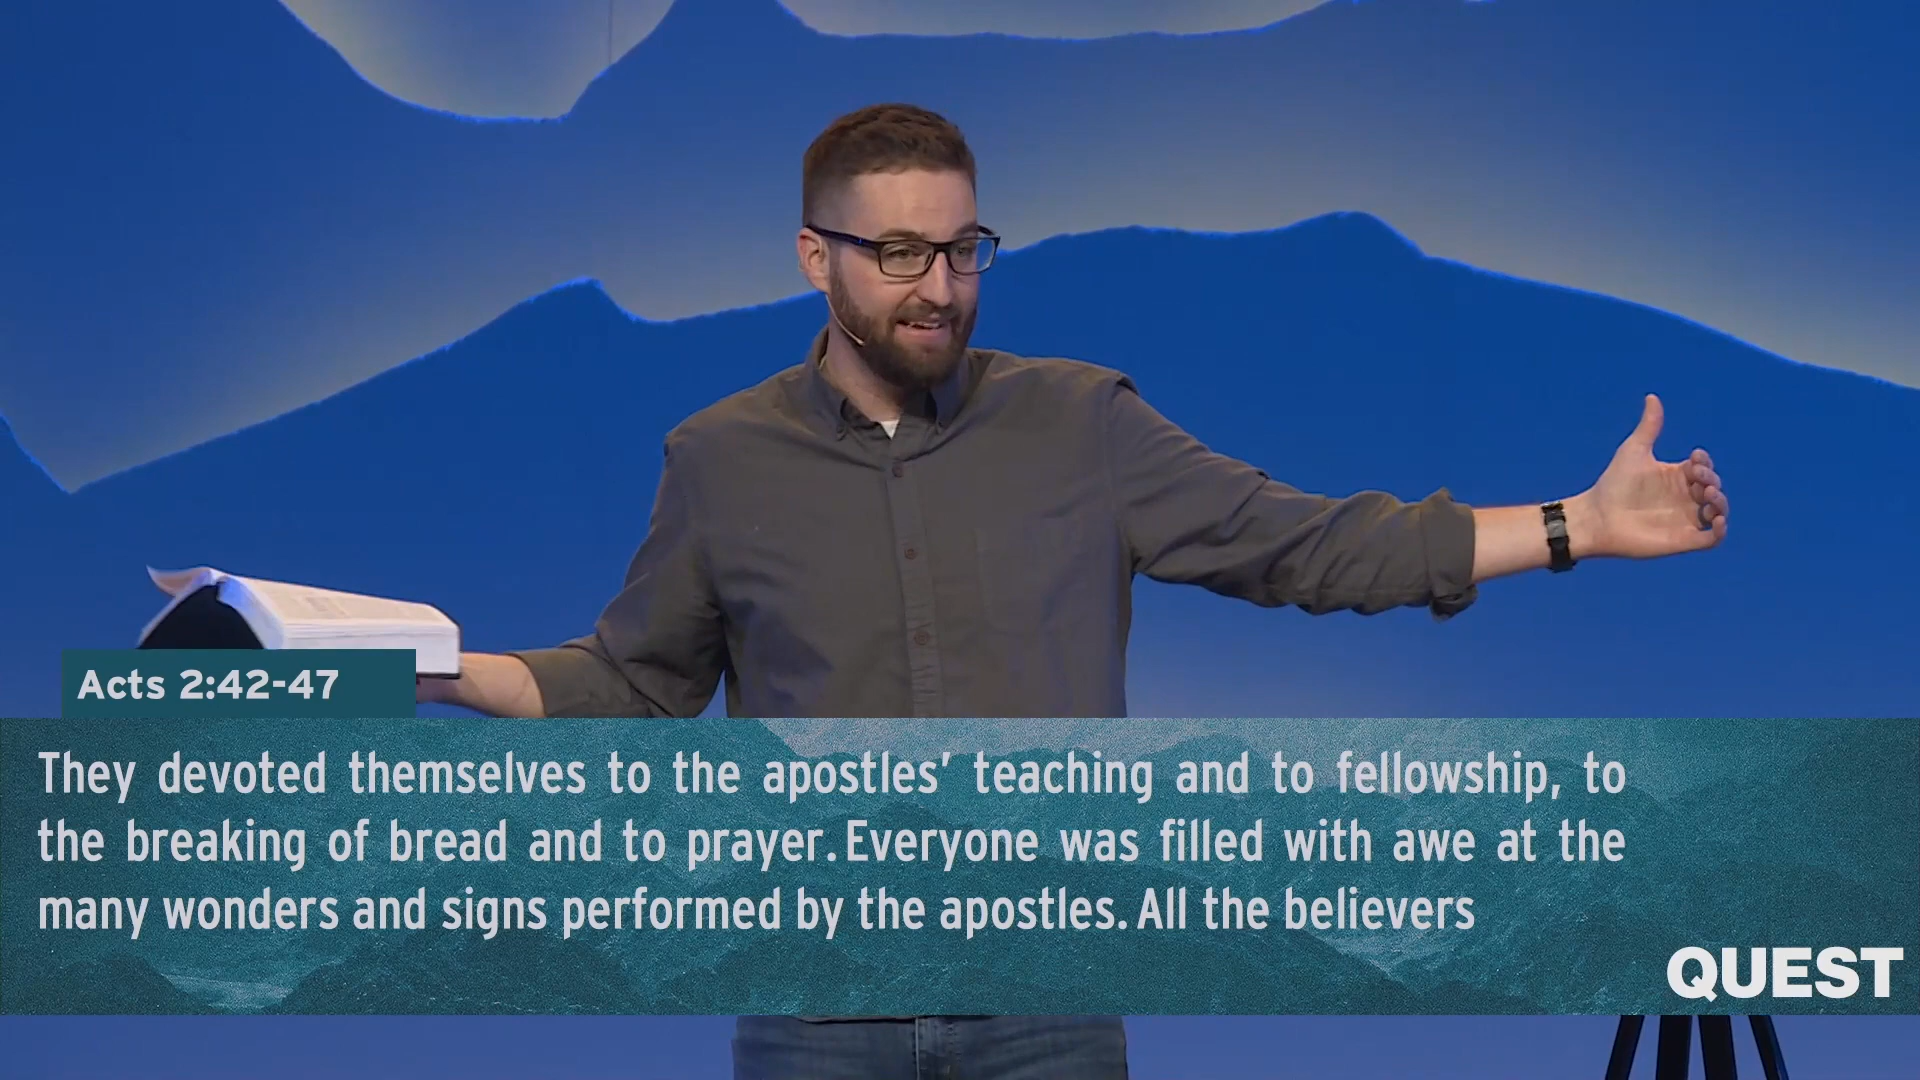 Acts 2:42-47
They devoted themselves to the apostles’ teaching and to fellowship, to
the breaking of bread and to prayer. Everyone was filled with awe at the
many wonders and signs performed by the apostles. All the believers
QUEST